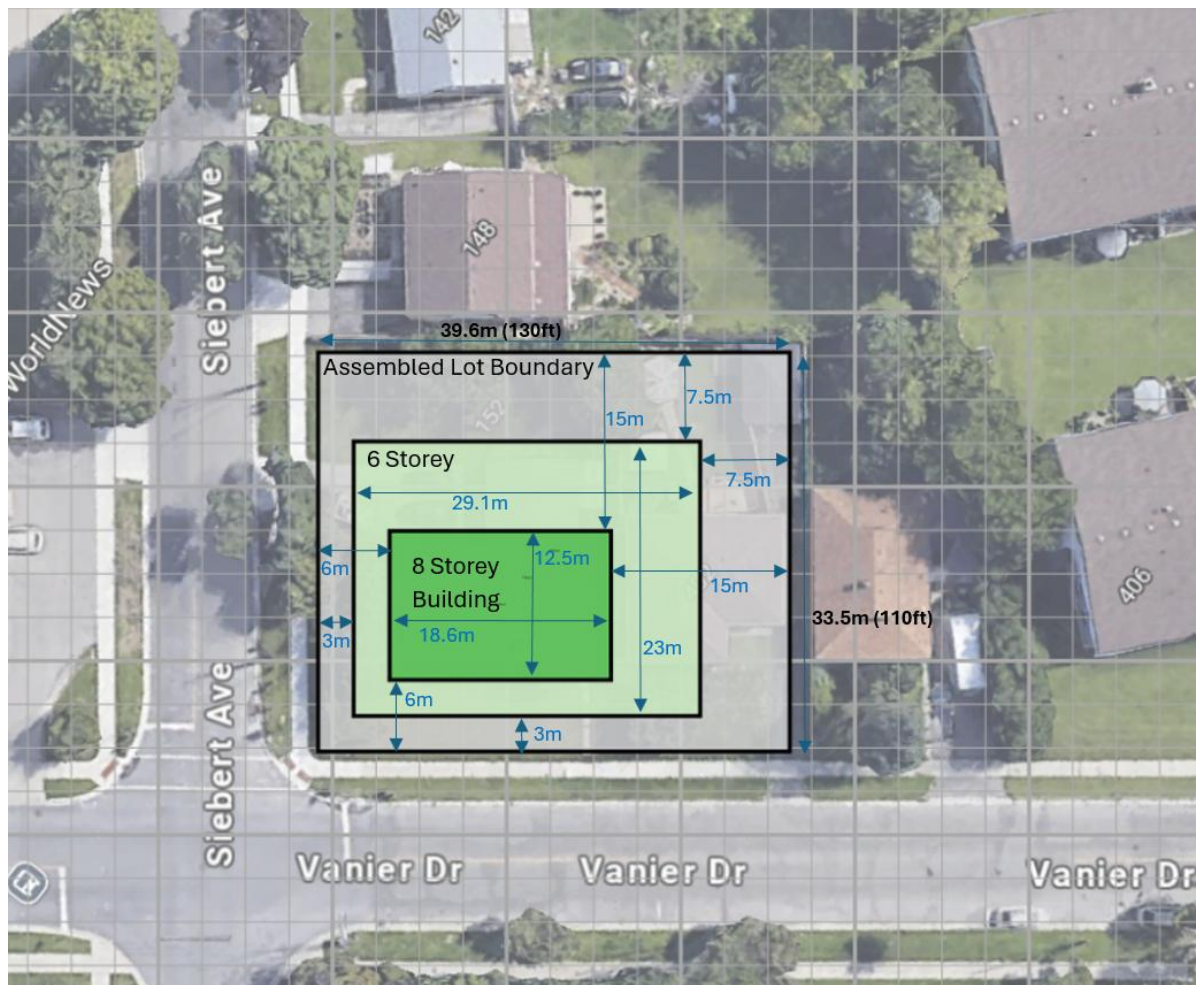 142
Siebert Ave
WorldNews
148
39.6m (130ft)
Assembled Lot Boundary
152
15m
7.5m
6 Storey
7.5m
29.1m
12.5m
8 Storey
Building
6m
15m
406
33.5m (110ft)
3m
18.6m
23m
6m
3m
Siebert Ave
Vanier Dr
Vanier Dr
Vanier Dr